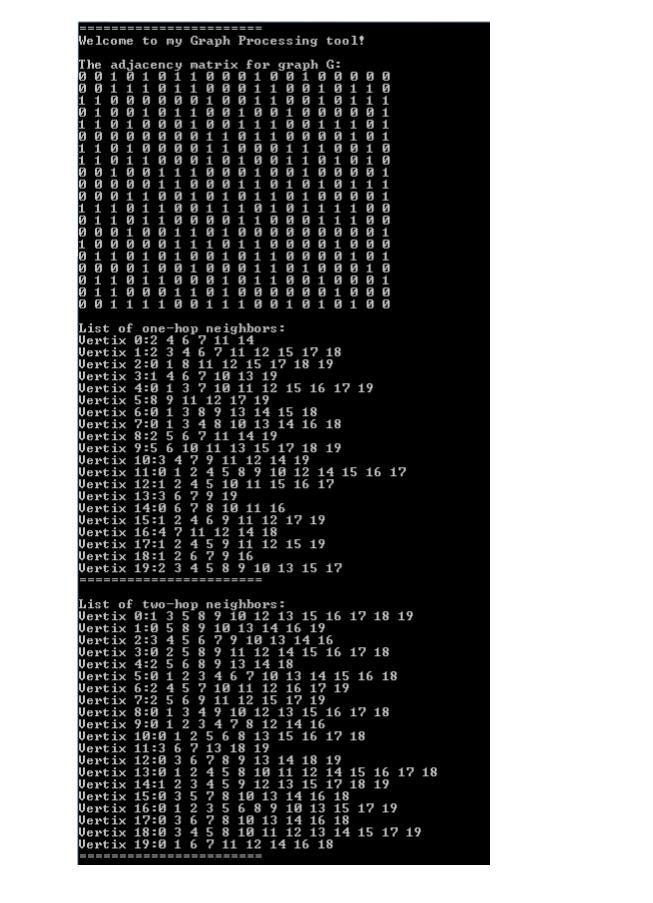 =======================
Welcome to my Graph Processing tool!
The adjacency matrix for graph G:
0 0 1 0 1 0 1 1 0 0 0 1 0 0 1 0 0 0 0 0
0 0 1 1 1 0 1 1 0 0 0 1 1 0 0 1 0 1 1 0
1 1 0 0 0 0 0 0 1 0 0 1 1 0 0 1 0 1 1 1
0 1 0 0 1 0 1 1 0 0 1 0 0 1 0 0 0 0 0 1
1 1 0 1 0 0 0 1 0 0 1 1 1 0 0 1 1 1 0 1
0 0 0 0 0 0 0 0 1 1 0 1 1 0 0 0 0 1 0 1
1 1 0 1 0 0 0 0 1 1 0 0 0 1 1 1 0 0 1 0
1 1 0 1 1 0 0 0 1 0 1 0 0 1 1 0 1 0 1 0
0 0 1 0 0 1 1 1 0 0 0 1 0 0 1 0 0 0 0 1
0 0 0 0 0 1 1 0 0 0 1 1 0 1 0 1 0 1 1 1
0 0 0 1 1 0 0 1 0 1 0 1 1 0 1 0 0 0 0 1
1 1 1 0 1 1 0 0 1 1 1 0 1 0 1 1 1 1 0 0
0 1 1 0 1 1 0 0 0 0 1 1 0 0 0 1 1 1 0 0
0 0 0 1 0 0 1 1 0 1 0 0 0 0 0 0 0 0 0 1
1 0 0 0 0 0 1 1 1 0 1 1 0 0 0 0 1 0 0 0
0 1 1 0 1 0 1 0 0 1 0 1 1 0 0 0 0 1 0 1
0 0 0 0 1 0 0 1 0 0 0 1 1 0 1 0 0 0 1 0
0 1 1 0 1 1 0 0 0 1 0 1 1 0 0 1 0 0 0 1
0 1 1 0 0 0 1 1 0 1 0 0 0 0 0 0 1 0 0 0
0 0 1 1 1 1 0 0 1 1 1 0 0 1 0 1 0 1 0 0
List of one-hop neighbors:
Vertix 0:2 4 6 7 11 14
Vertix 1:2 3 4 6 7 11 12 15 17 18
Vertix 2:0 1 8 11 12 15 17 18 19
Vertix 3:1 4 6 7 10 13 19
Vertix 4:0 1 3 7 10 11 12 15 16 17 19
Vertix 5:8 9 11 12 17 19
Vertix 6:0 1 3 8 9 13 14 15 18
Vertix 7:0 1 3 4 8 10 13 14 16 18
Vertix 8:2 5 6 7 11 14 19
Vertix 9:5 6 10 11 13 15 17 18 19
Vertix 10:3 4 7 9 11 12 14 19
Vertix 11:0 1 2 4 5 8 9 10 12 14 15 16 17
Vertix 12:1 2 4 5 10 11 15 16 17
Vertix 13:3 6 7 9 19
Vertix 14:0 6 7 8 10 11 16
Vertix 15:1 2 4 6 9 11 12 17 19
Vertix 16:4 7 11 12 14 18
Vertix 17:1 2 4 5 9 11 12 15 19
Vertix 18:1 2 6 7 9 16
Vertix 19:2 3 4 5 8 9 10 13 15 17
=======================
List of two-hop neighbors:
Vertix 0:1 3 5 8 9 10 12 13 15 16 17 18 19
Vertix 1:0 5 8 9 10 13 14 16 19
Vertix 2:3 4 5 6 7 9 10 13 14 16
Vertix 3:0 2 5 8 9 11 12 14 15 16 17 18
Vertix 4:2 5 6 8 9 13 14 18
Vertix 5:0 1 2 3 4 6 7 10 13 14 15 16 18
Vertix 6:2 4 5 7 10 11 12 16 17 19
Vertix 7:2 5 6 9 11 12 15 17 19
Vertix 8:0 1 3 4 9 10 12 13 15 16 17 18
Vertix 9:0 1 2 3 4 7 8 12 14 16
Vertix 10:0 1 2 5 6 8 13 15 16 17 18
Vertix 11:3 6 7 13 18 19
Vertix 12:0 3 6 7 8 9 13 14 18 19
Vertix 13:0 1 2 4 5 8 10 11 12 14 15 16 17 18
Vertix 14:1 2 3 4 5 9 12 13 15 17 18 19
Vertix 15:0 3 5 7 8 10 13 14 16 18
Vertix 16:0 1 2 3 5 6 8 9 10 13 15 17 19
Vertix 17:0 3 6 7 8 10 13 14 16 18
Vertix 18:0 3 4 5 8 10 11 12 13 14 15 17 19
Vertix 19:0 1 6 7 11 12 14 16 18
=======================